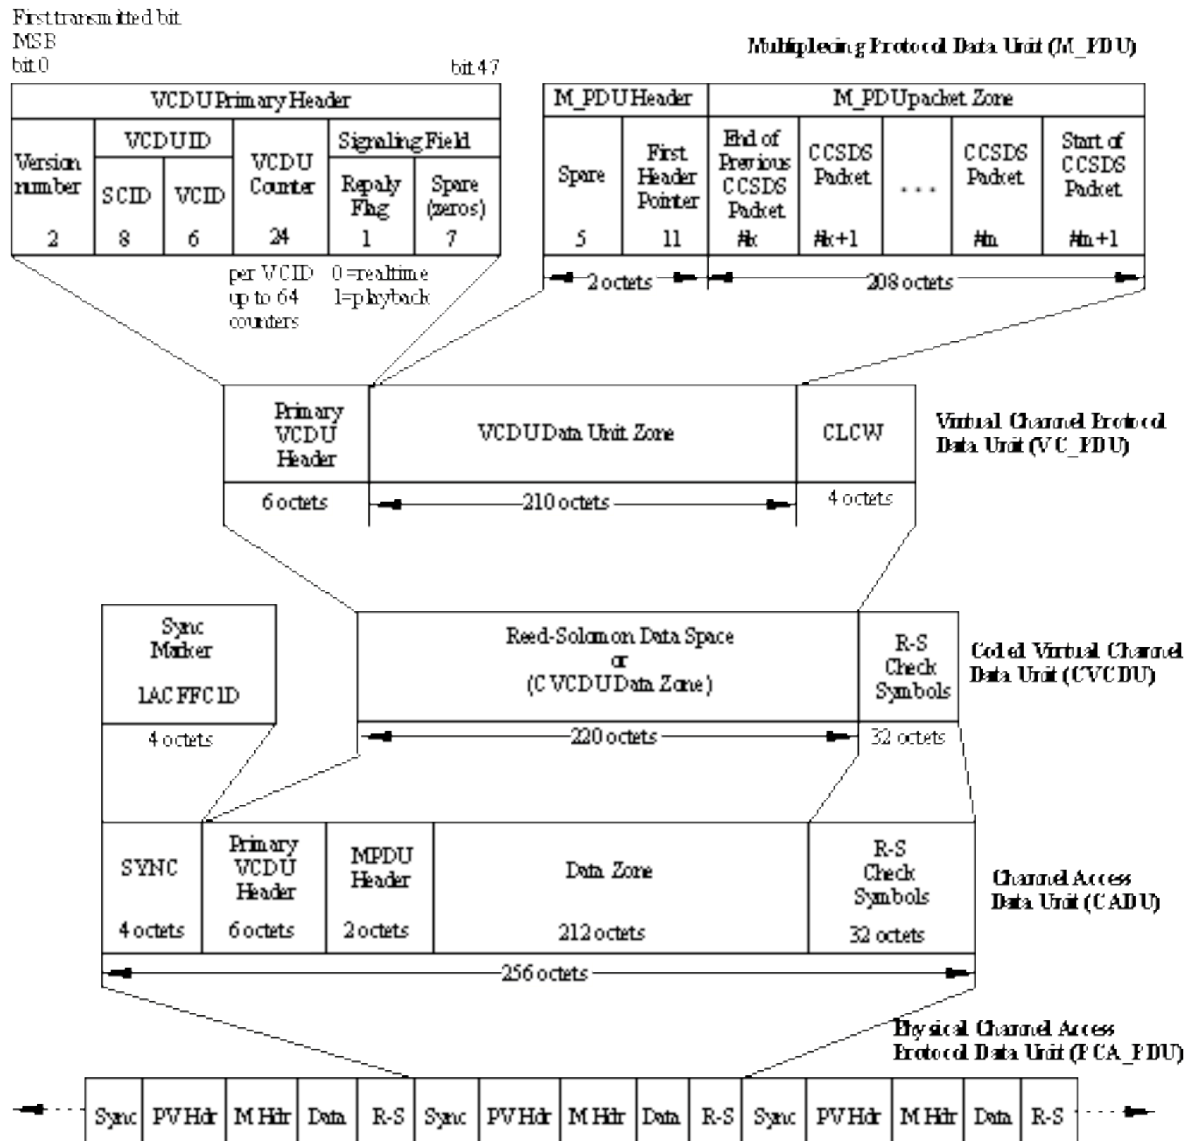 First transmitted bit
MSB
bit 0
bit 47
Multiplexing Protocol Data Unit (M_PDU)
VCDU Primary Header
M_PDU Header
M_PDU packet Zone
Version
number
2
VCDU ID
SCID
8
VCID
6
VCDU
Counter
24
Signaling Field
Repaly
Flag
1
Spare
(zeros)
7
Spare
5
First
Header
Pointer
11
End of
Previous
CCSDS
Packet
#k
CCSDS
Packet
#k+1
. . .
CCSDS
Packet
#n
Start of
CCSDS
Packet
#n+1
per VCID
up to 64
counters
0=realtime
1=playback
2 octets
208 octets
Primary
VCDU
Header
VCDU Data Unit Zone
CLCW
Virtual Channel Protocol
Data Unit (VC_PDU)
6 octets
210 octets
4 octets
Sync
Marker
1ACFFC1D
4 octets
Reed-Solomon Data Space
or
(CVCDU Data Zone)
R-S
Check
Symbols
Coded Virtual Channel
Data Unit (CVCDU)
220 octets
32 octets
SYNC
4 octets
Primary
VCDU
Header
6 octets
MPDU
Header
2 octets
Data Zone
212 octets
R-S
Check
Symbols
32 octets
Channel Access
Data Unit (CADU)
256 octets
Physical Channel Access
Protocol Data Unit (PCA_PDU)
Sync PV Hdr M Hdr Data R-S Sync PV Hdr M Hdr Data R-S Sync PV Hdr M Hdr Data R-S